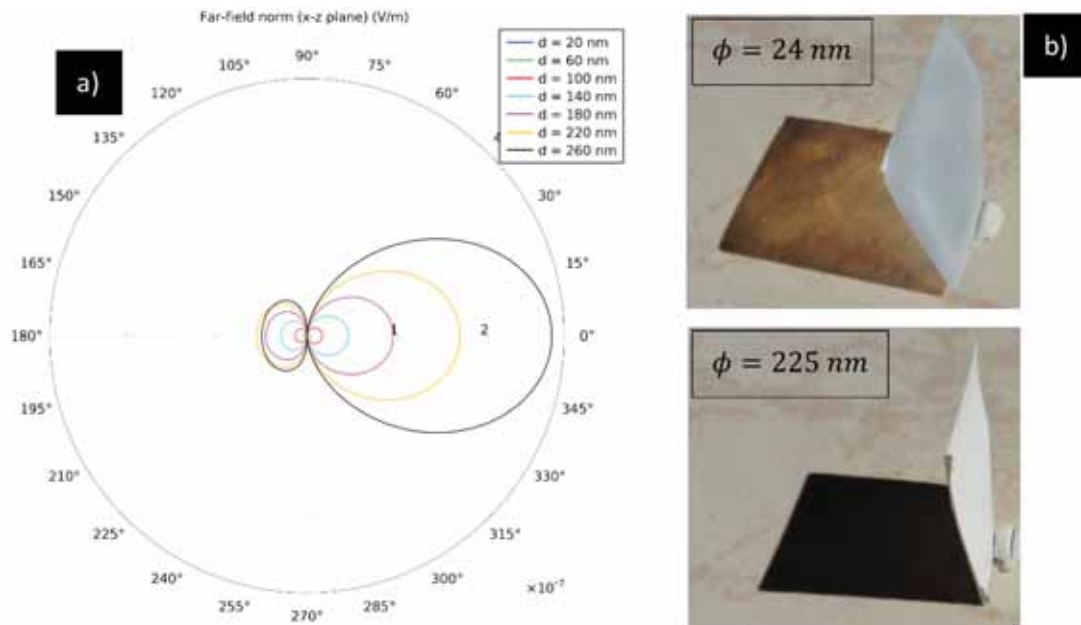 Far-field norm (x-z plane) (V/m)
a)
d = 20 nm
d = 60 nm
d = 100 nm
d = 140 nm
d = 180 nm
d = 220 nm
d = 260 nm
90°
105°
75°
120°
60°
135°
150°
30°
165°
15°
180°
1
2
0°
195°
345°
210°
330°
225°
315°
240°
300°
×10⁻⁷
255°
285°
270°
b)
ϕ = 24 nm
ϕ = 225 nm